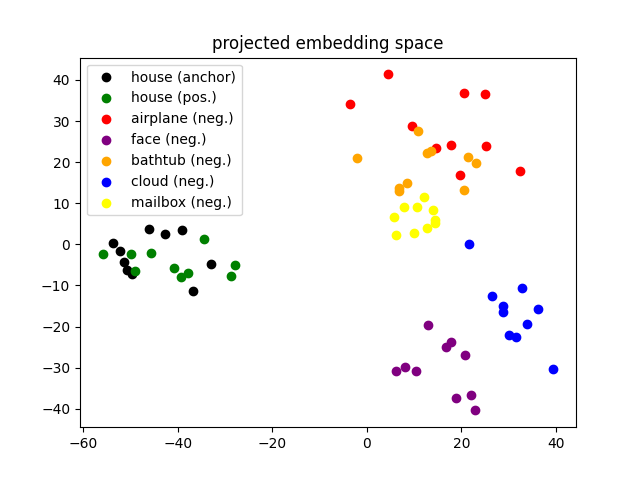 projected embedding space
house (anchor)
house (pos.)
airplane (neg.)
face (neg.)
bathtub (neg.)
cloud (neg.)
mailbox (neg.)
40
30
20
10
0
−10
−20
−30
−40
−60
−40
−20
0
20
40